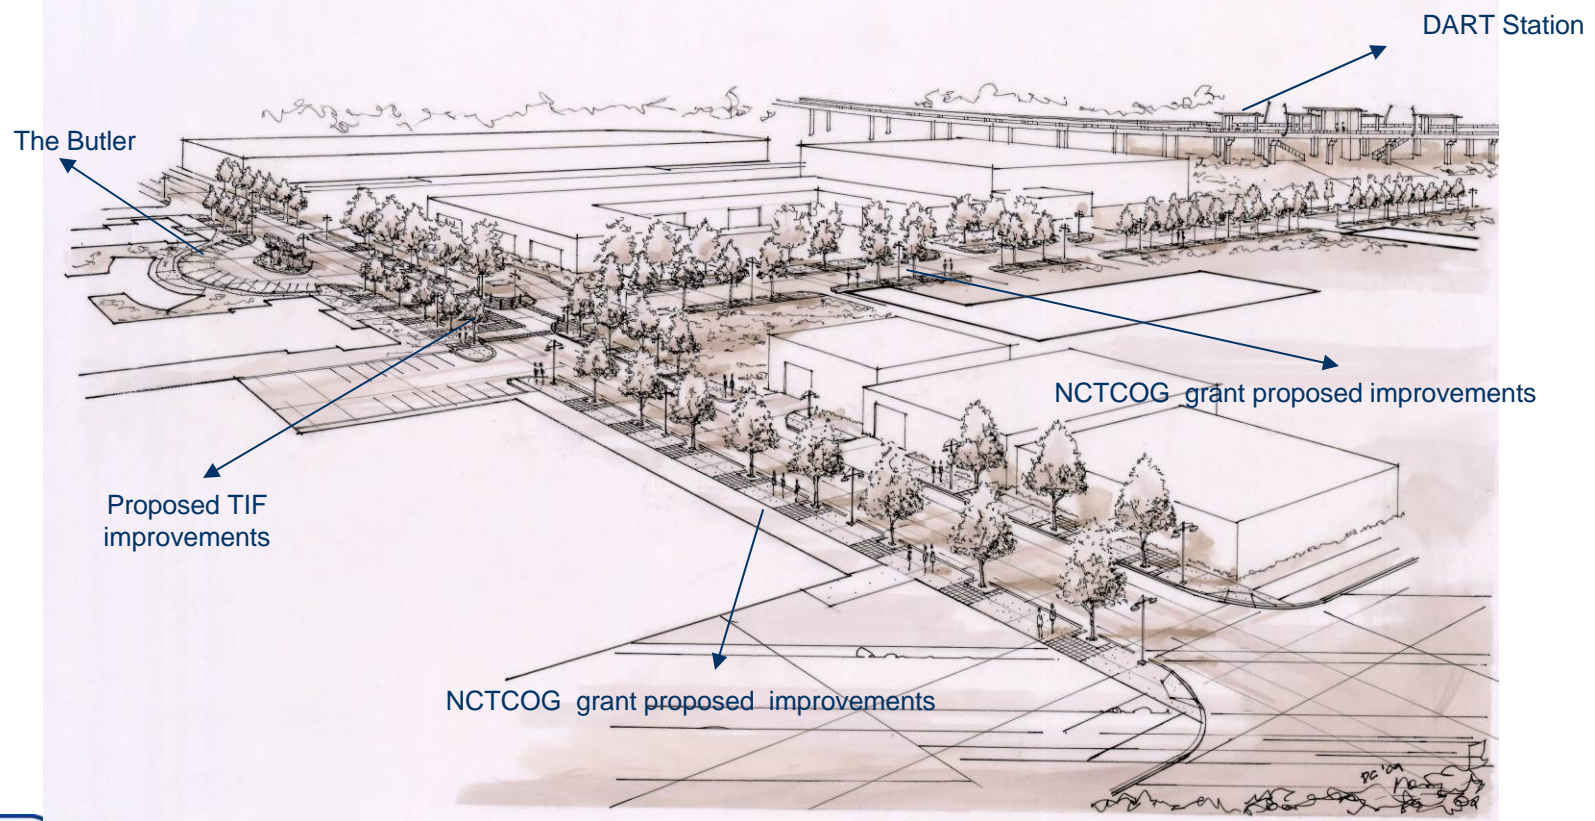 DART Station
The Butler
NCTCOG grant proposed improvements
Proposed TIF
improvements
NCTCOG grant proposed improvements